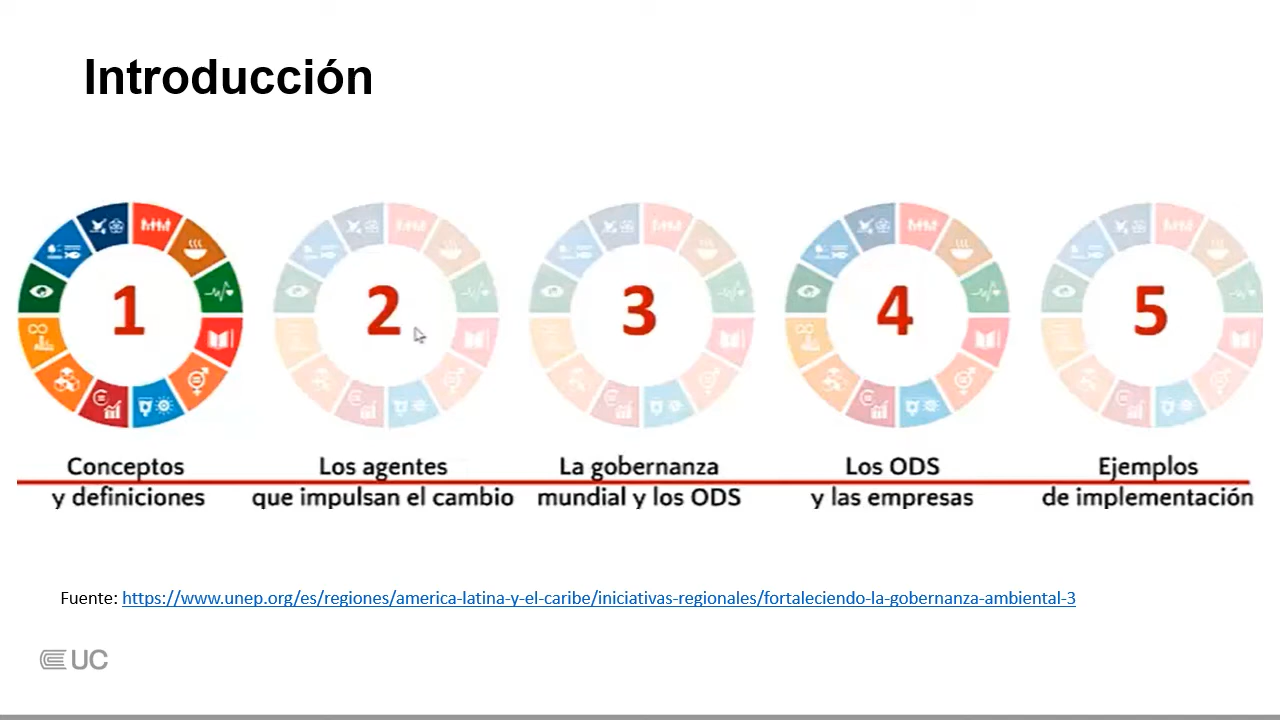 Introducción
1 2 3 4 5
Conceptos
y definiciones
Los agentes
que impulsan el cambio
La gobernanza
mundial y los ODS
Los ODS
y las empresas
Ejemplos
de implementación
Fuente: https://www.unep.org/es/regiones/america-latina-y-el-caribe/iniciativas-regionales/fortaleciendo-la-gobernanza-ambiental-3
UC